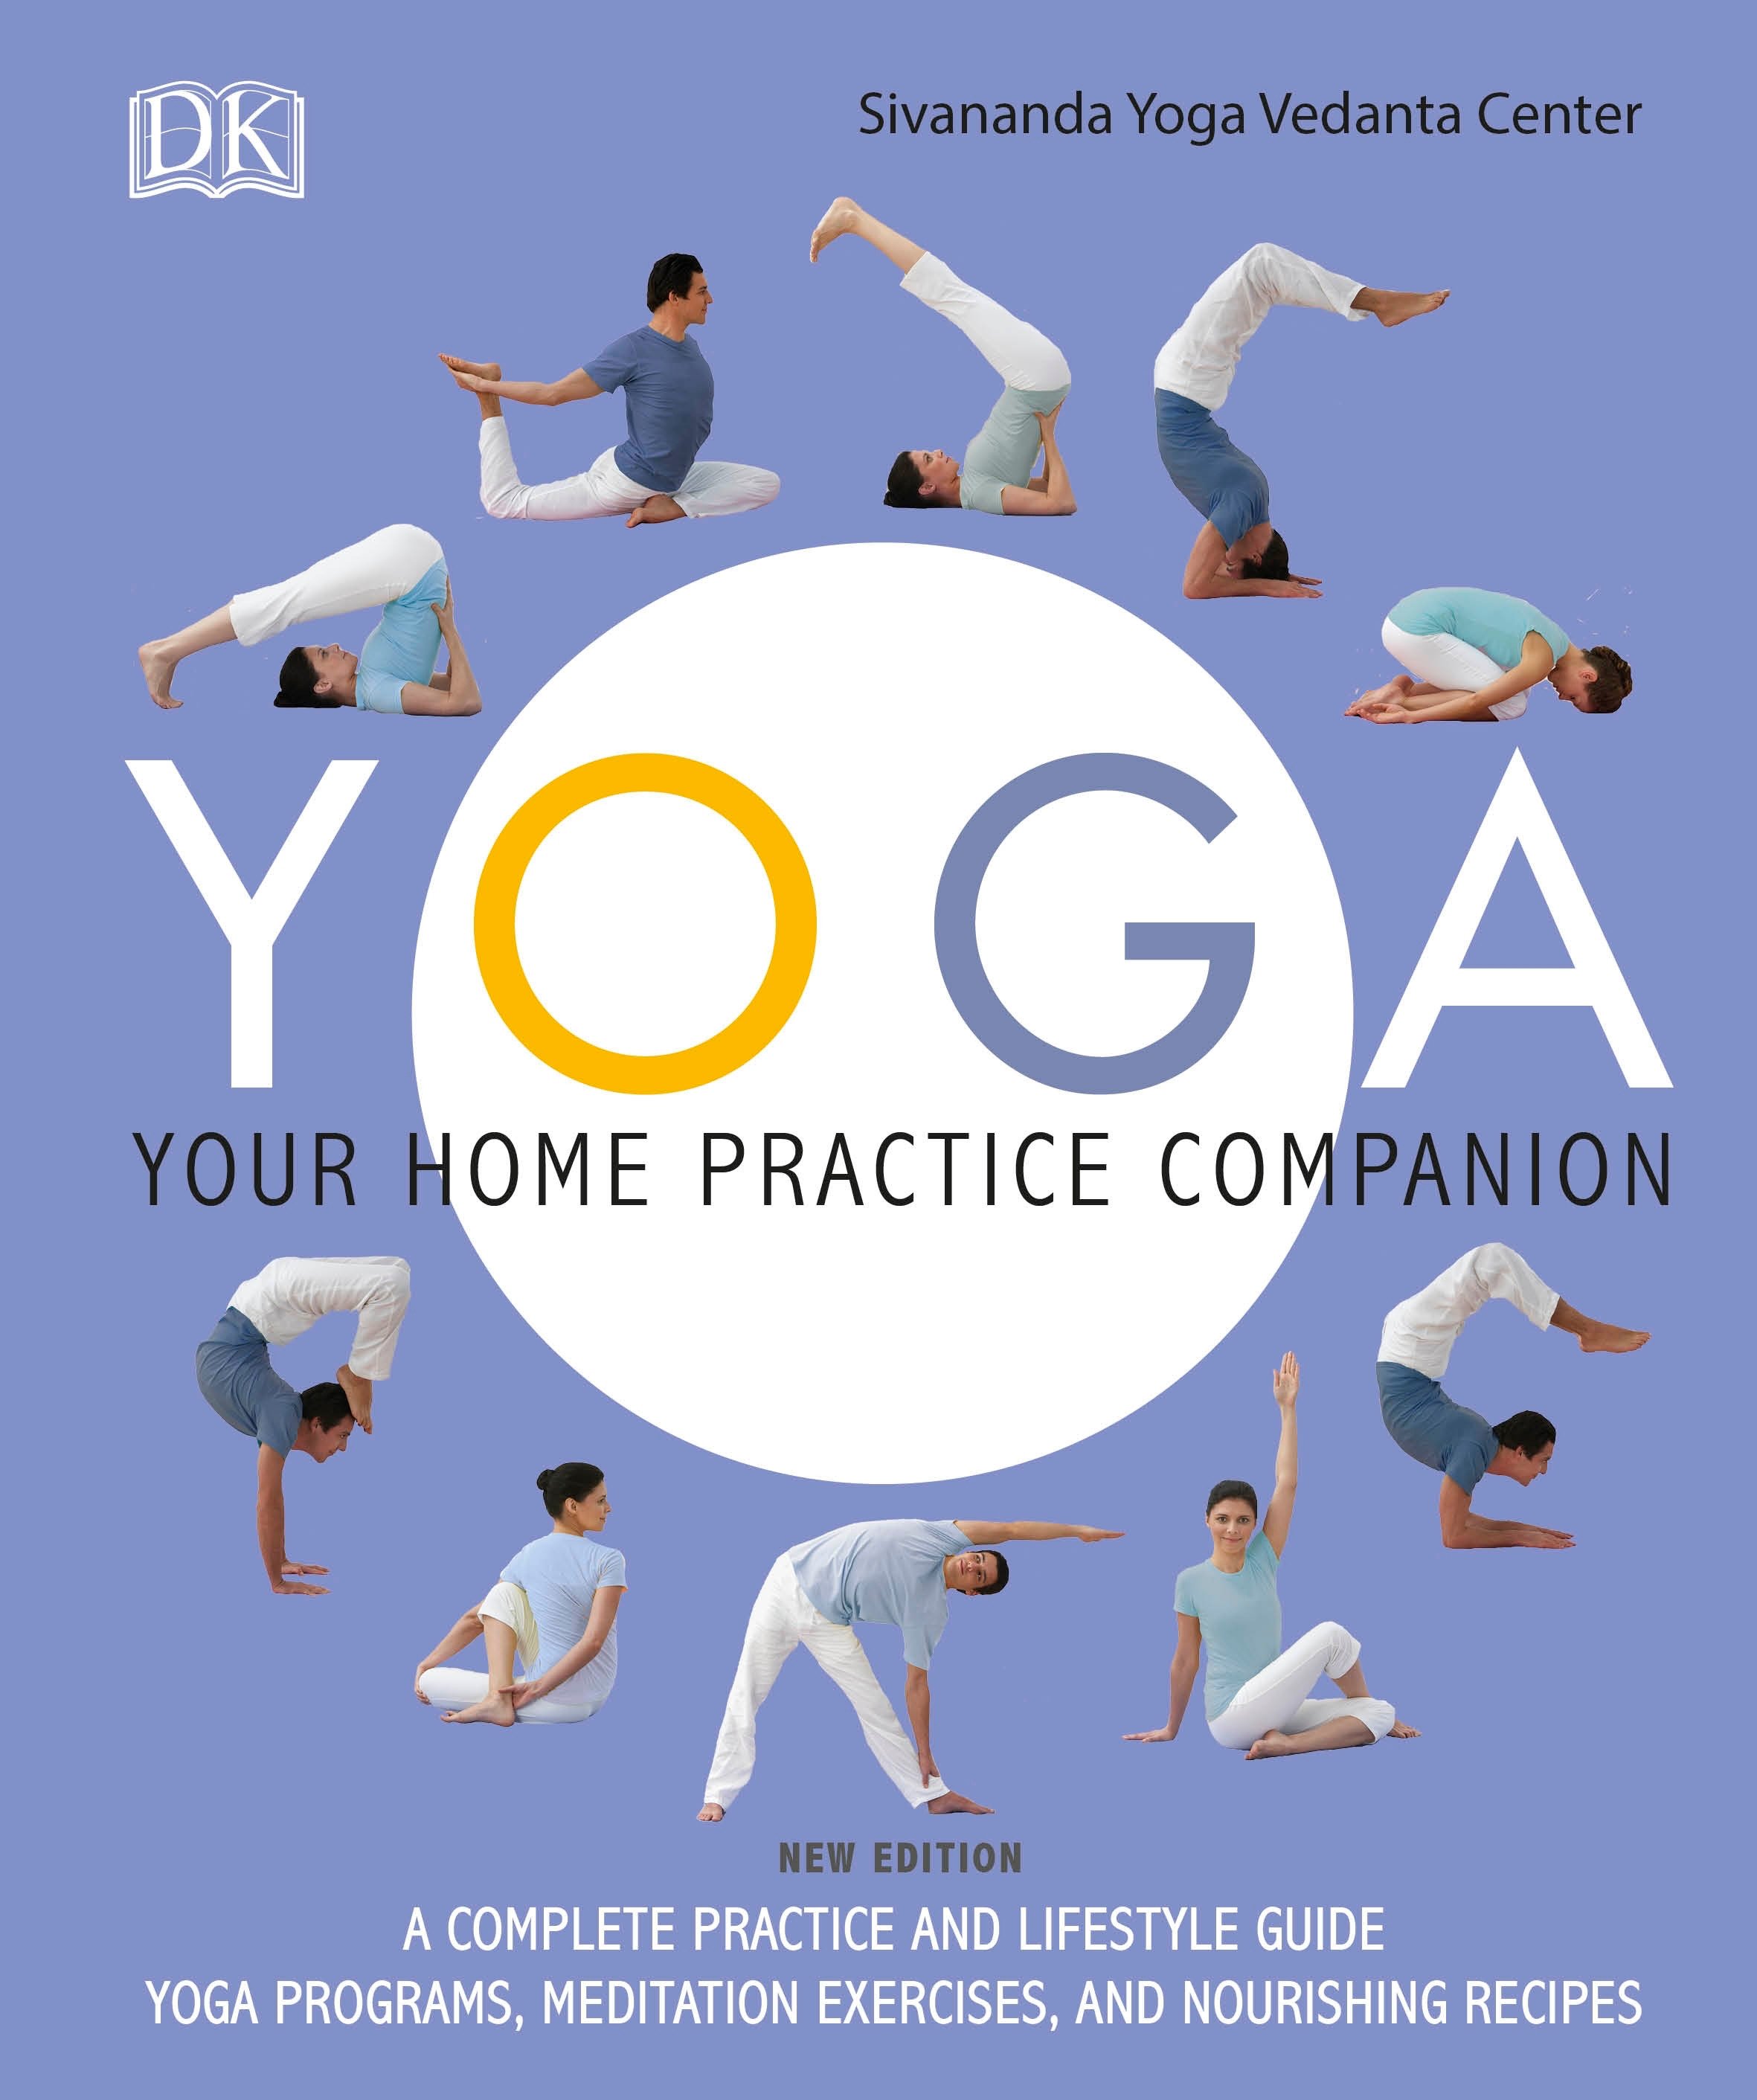 DK
Sivananda Yoga Vedanta Center
YOGA
YOUR HOME PRACTICE COMPANION
NEW EDITION
A COMPLETE PRACTICE AND LIFESTYLE GUIDE
YOGA PROGRAMS, MEDITATION EXERCISES, AND NOURISHING RECIPES